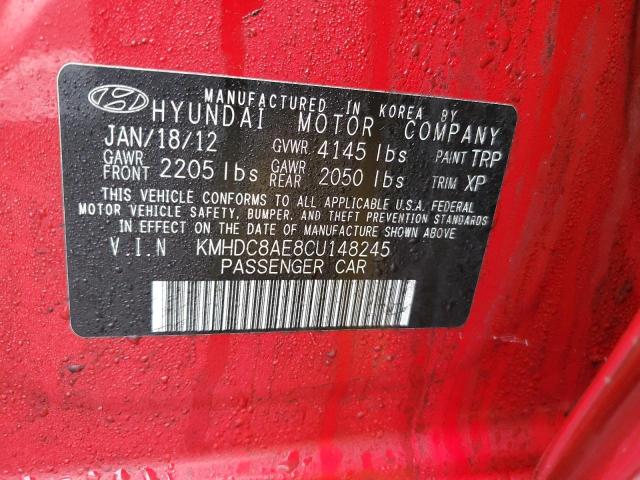 MANUFACTURED IN KOREA BY
HYUNDAI MOTOR COMPANY
JAN/18/12 GVWR 4145 lbs PAINT TRP
GAWR FRONT 2205 lbs GAWR REAR 2050 lbs TRIM XP
THIS VEHICLE CONFORMS TO ALL APPLICABLE U.S.A. FEDERAL
MOTOR VEHICLE SAFETY, BUMPER, AND THEFT PREVENTION STANDARDS
IN EFFECT ON THE DATE OF MANUFACTURE SHOWN ABOVE
V.I.N KMHDC8AE8CU148245
PASSENGER CAR